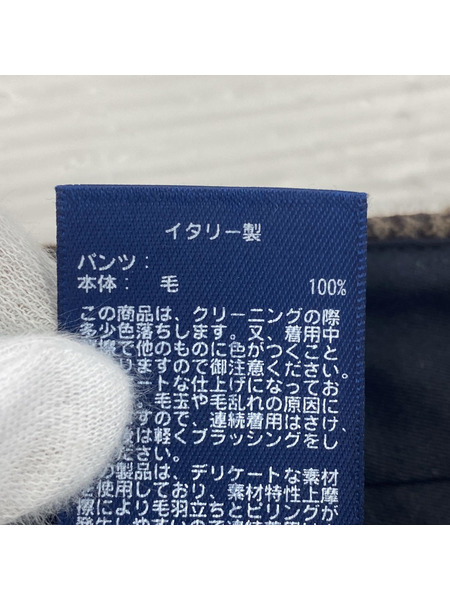 イタリー製
パンツ：
本体： 毛 100%
この商品は、クリーニングの際
多少色落ちします。又、着用中
摩擦で他のものに色がつくこと
りますので御注意ください。
ートな仕上げになってお
毛玉や毛乱れの原因に
すので、連続着用はさけ、
は軽くブラッシングをし
の製品は、デリケートな素材
を使用しており、素材特性上摩
擦により毛羽立ちとピリングが